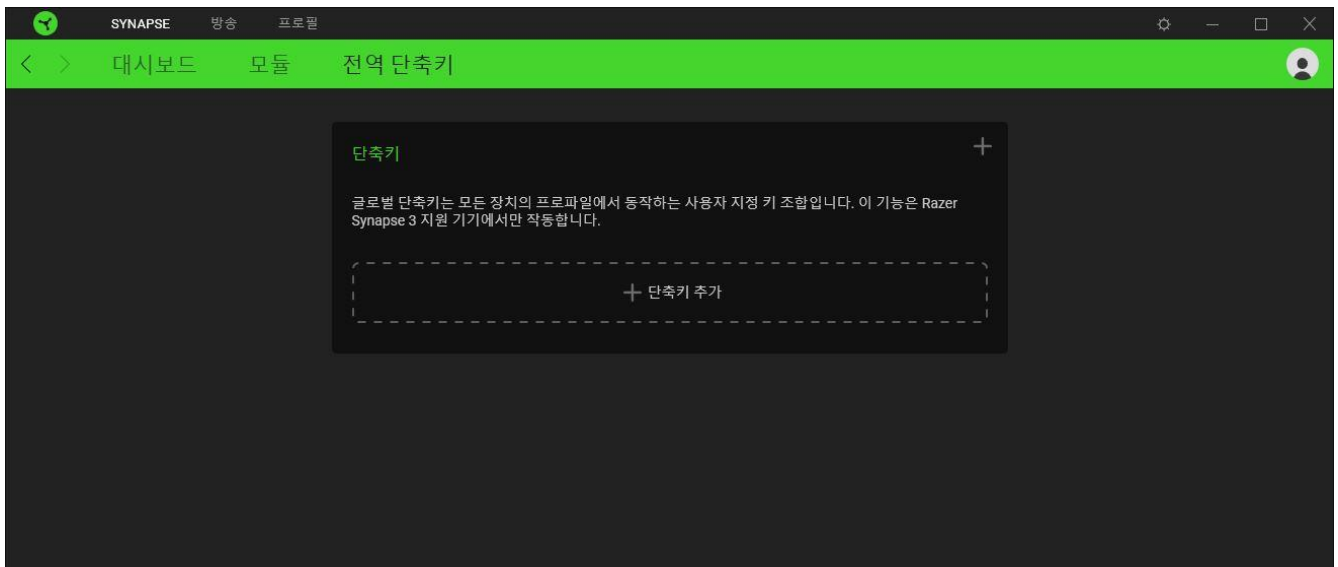 SYNAPSE 방송 프로필
대시보드 모듈 전역 단축키
단축키
글로벌 단축키는 모든 장치의 프로파일에서 동작하는 사용자 지정 키 조합입니다. 이 기능은 Razer
Synapse 3 지원 기기에서만 작동합니다.
단축키 추가